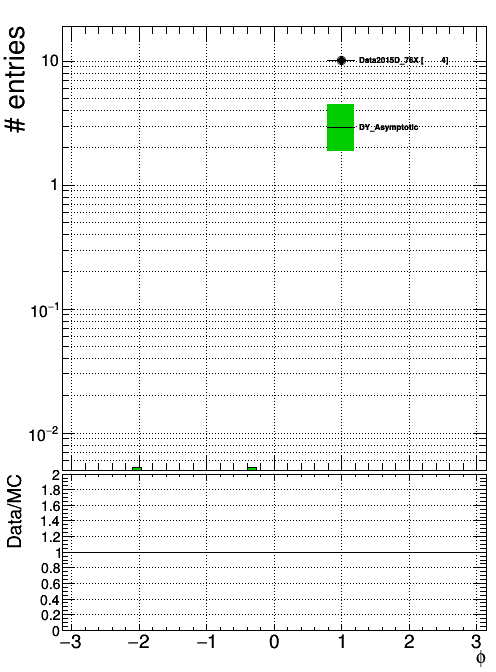 # entries
10
1
10⁻¹
10⁻²
Data2015D_76X [ 4]
DY_Asymptotic
Data/MC
2
1.8
1.6
1.4
1.2
1
0.8
0.6
0.4
0.2
0
−3 −2 −1 0 1 2 3
ϕ